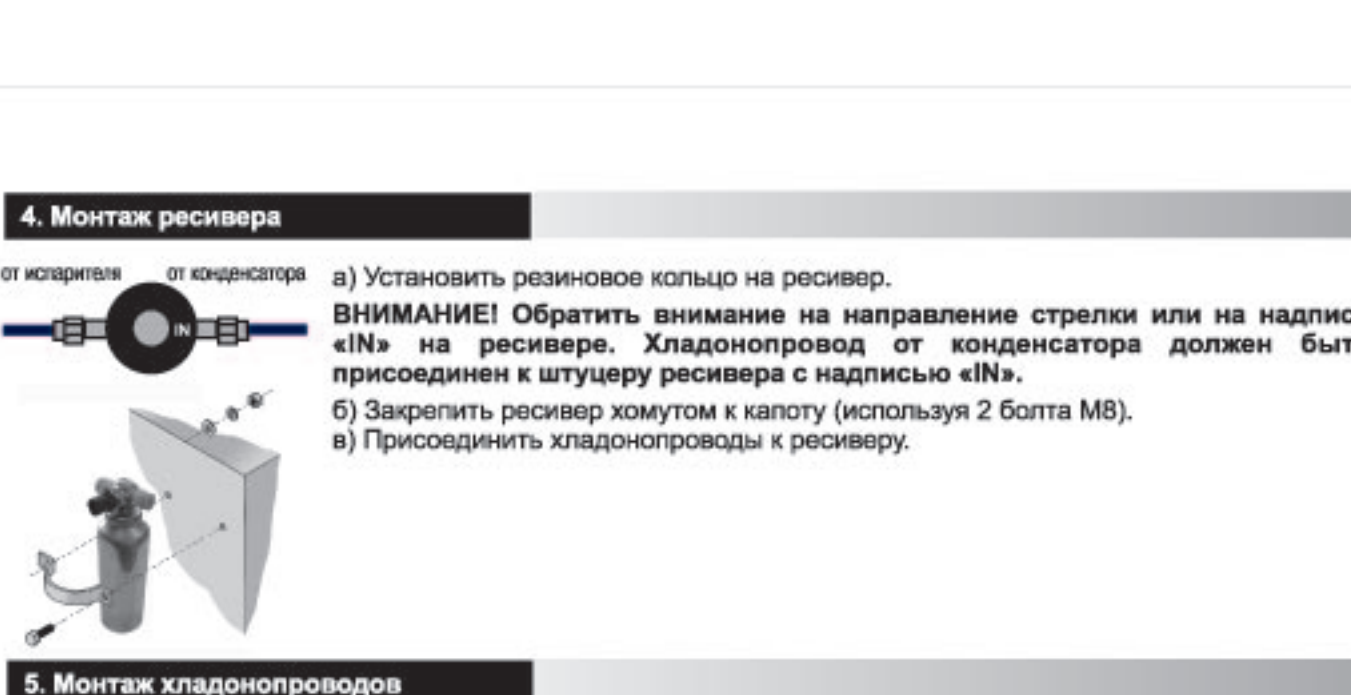 4. Монтаж ресивера
от испарителя от конденсатора
IN
а) Установить резиновое кольцо на ресивер.
ВНИМАНИЕ! Обратить внимание на направление стрелки или на надпис
«IN» на ресивере. Хладонопровод от конденсатора должен быт
присоединен к штуцеру ресивера с надписью «IN».
б) Закрепить ресивер хомутом к капоту (используя 2 болта М8).
в) Присоединить хладонопроводы к ресиверу.
5. Монтаж хладонопроводов